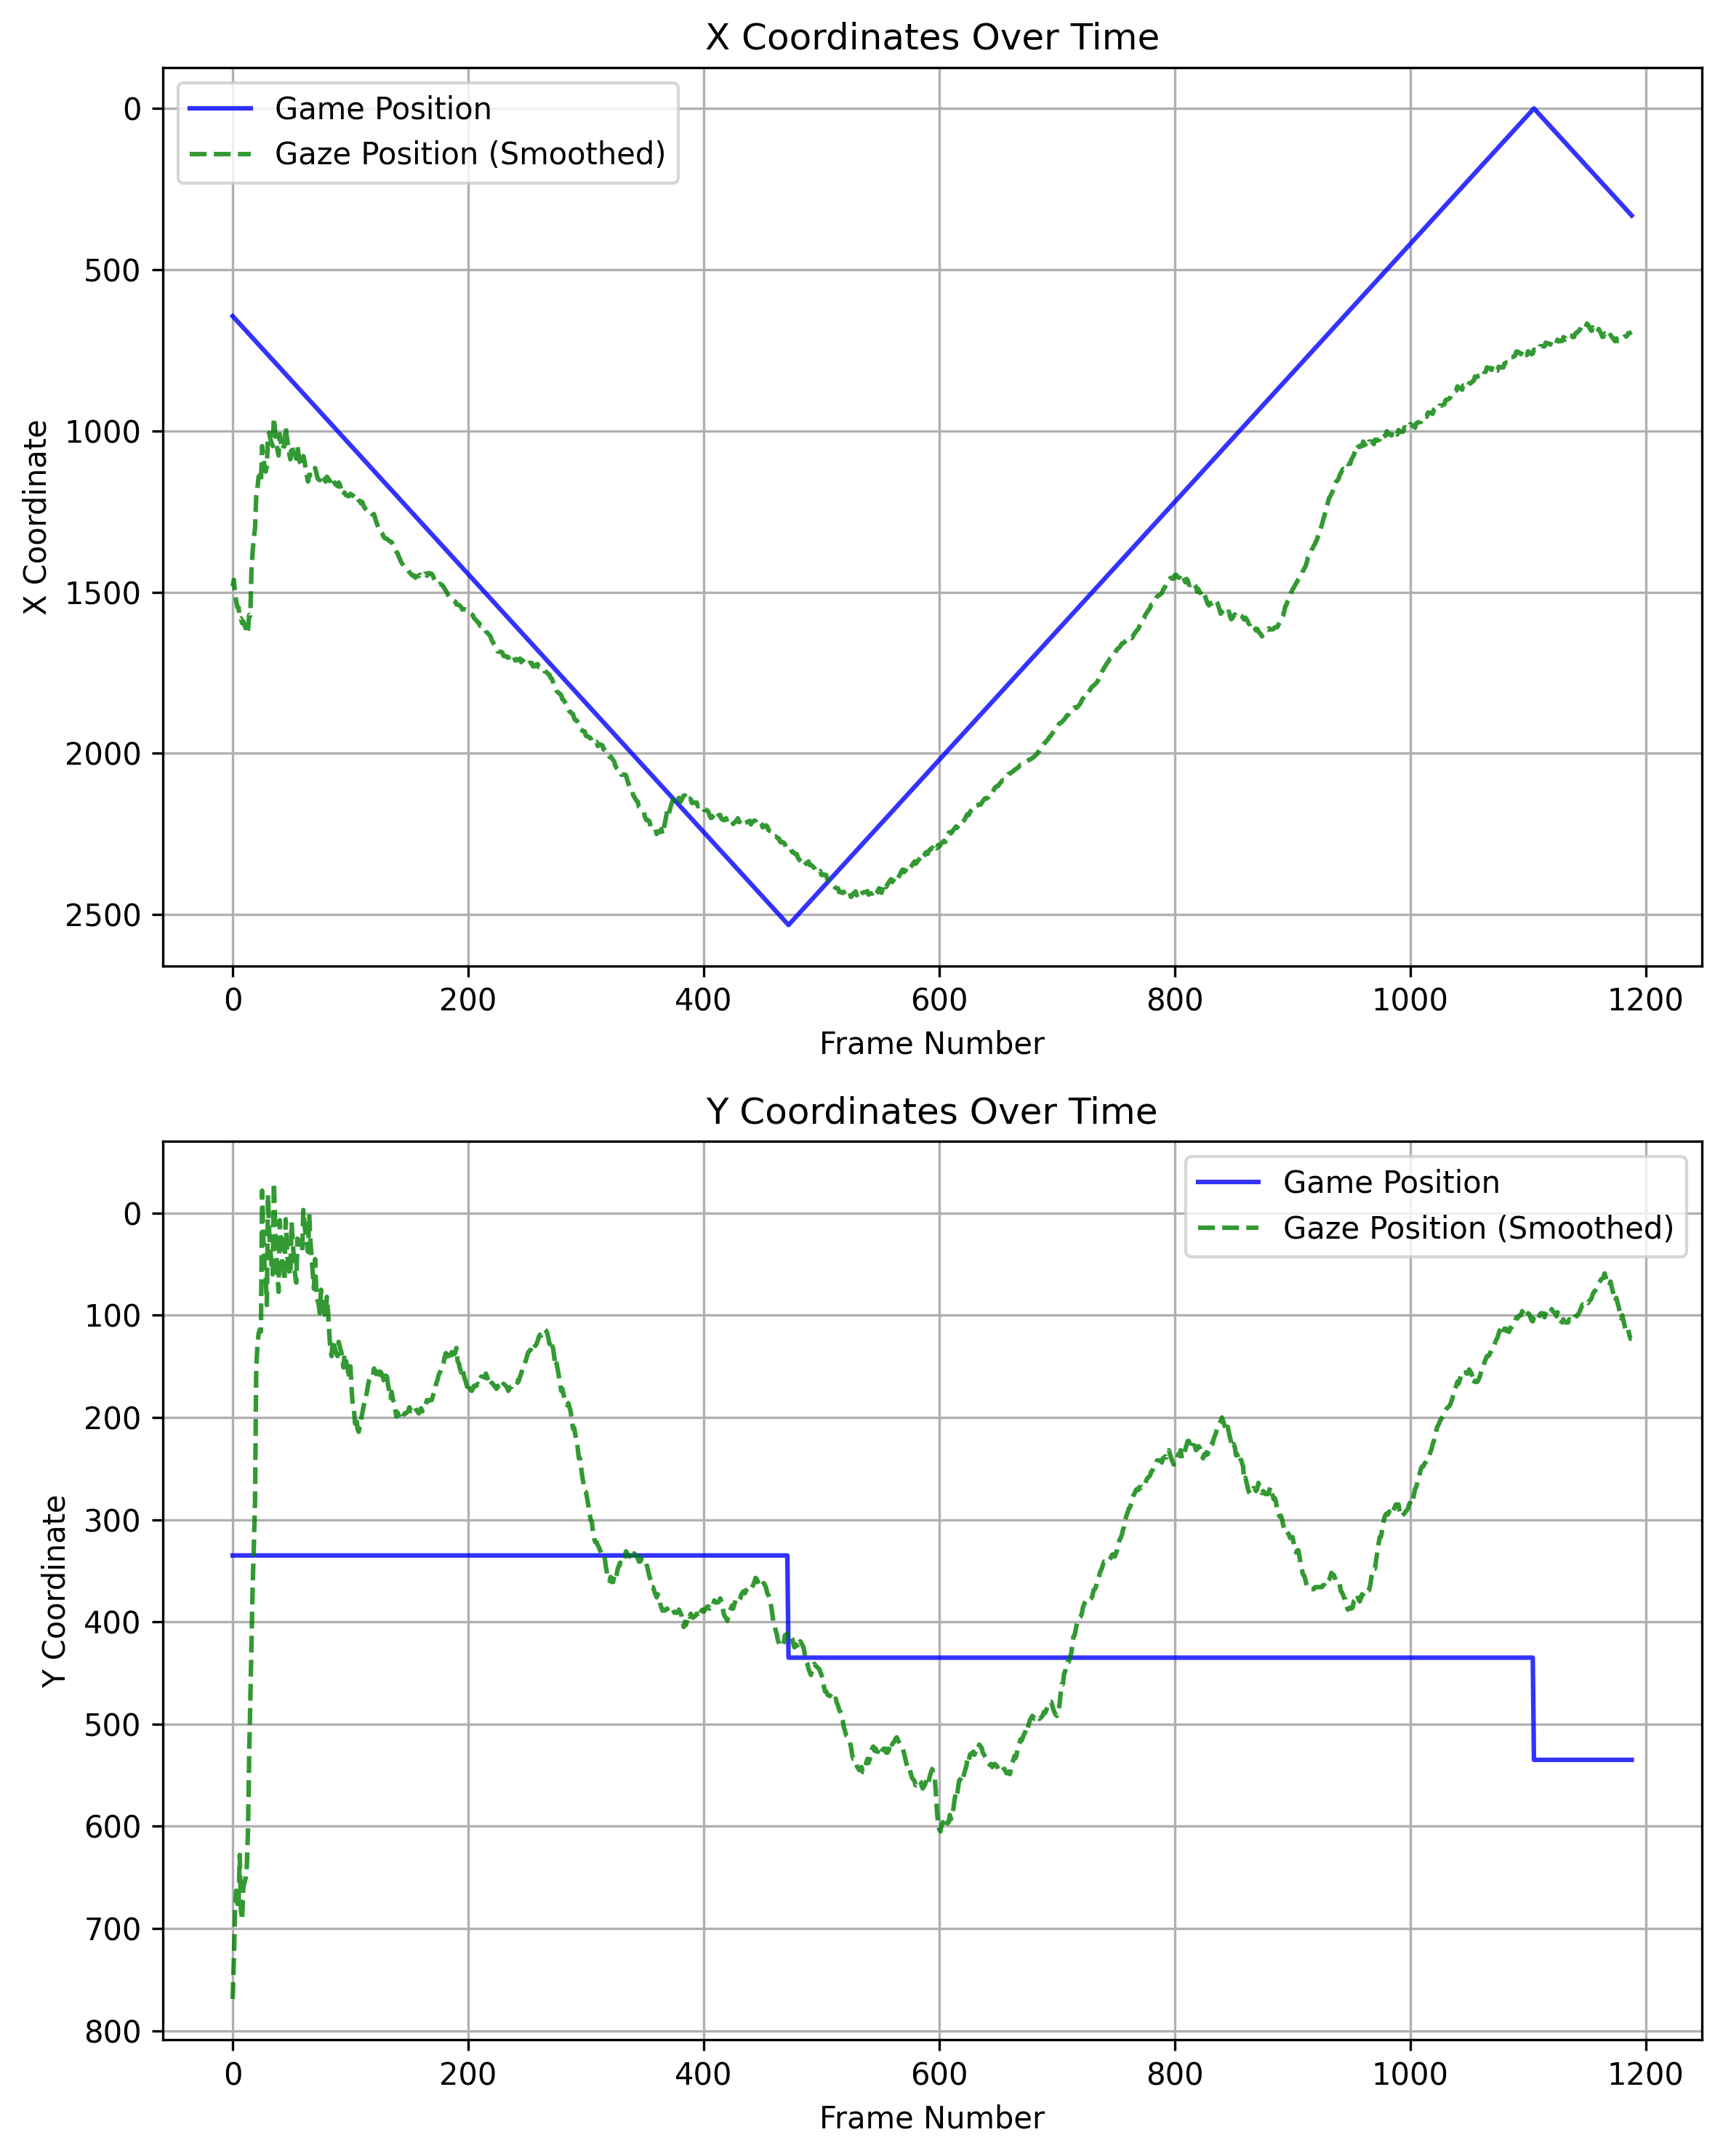 X Coordinates Over Time
Game Position
Gaze Position (Smoothed)
0
500
1000
1500
2000
2500
X Coordinate
0 200 400 600 800 1000 1200
Frame Number
Y Coordinates Over Time
Game Position
Gaze Position (Smoothed)
0
100
200
300
400
500
600
700
800
Y Coordinate
0 200 400 600 800 1000 1200
Frame Number